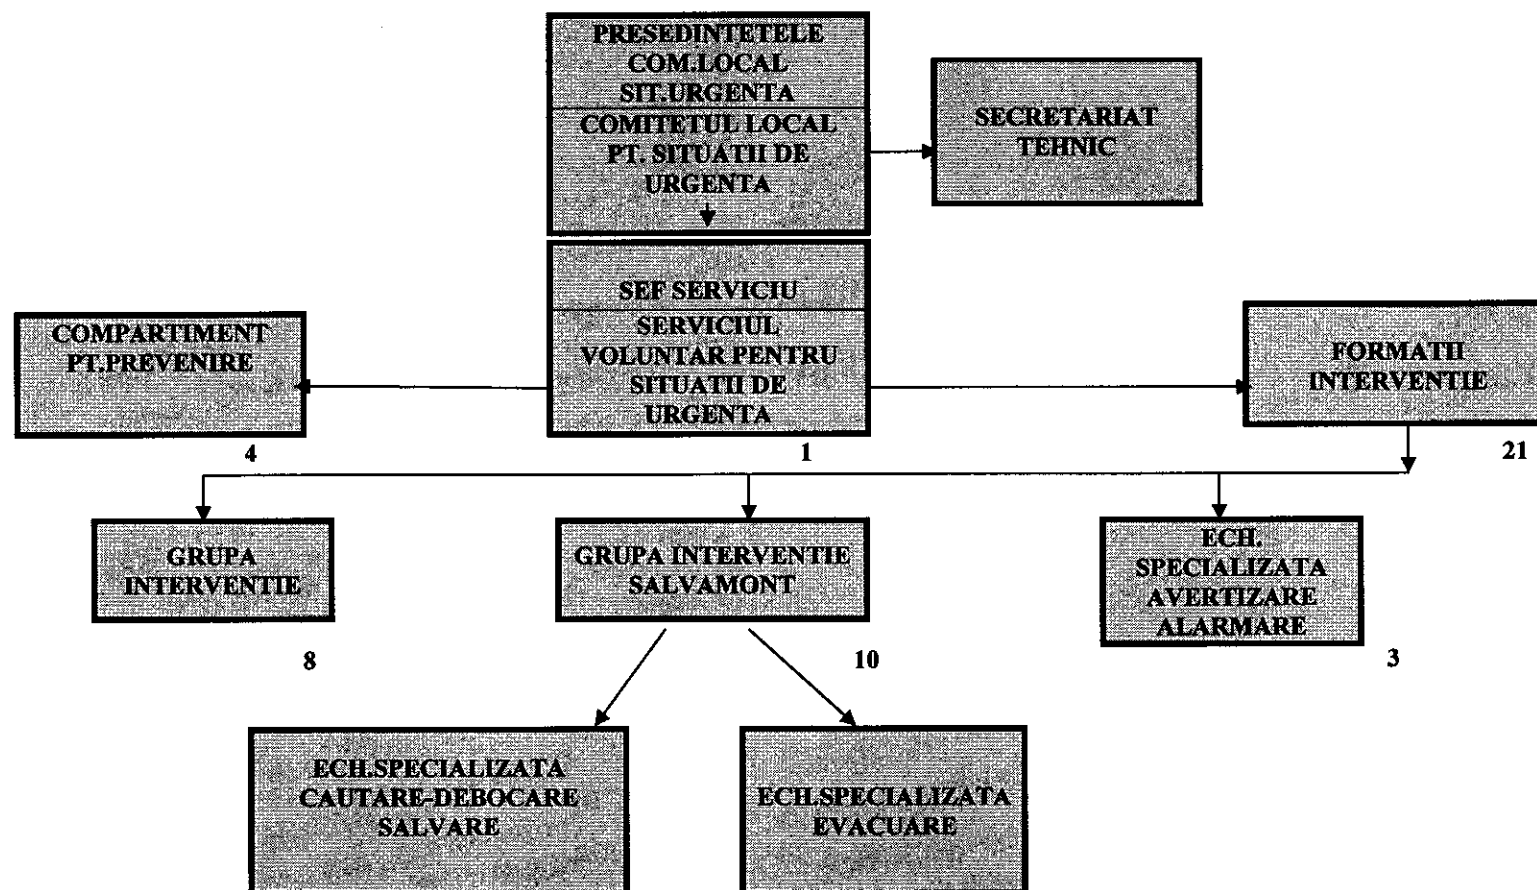 PRESEDINTETELE
COM.LOCAL
SIT.URGENTA
COMITETUL LOCAL
PT. SITUATII DE
URGENTA
SECRETARIAT
TEHNIC
SEF SERVICIU
SERVICIUL
VOLUNTAR PENTRU
SITUATII DE
URGENTA
1
COMPARTIMENT
PT.PREVENIRE
4
FORMATII
INTERVENTIE
21
GRUPA
INTERVENTIE
8
GRUPA INTERVENTIE
SALVAMONT
10
ECH.
SPECIALIZATA
AVERTIZARE
ALARMARE
3
ECH.SPECIALIZATA
CAUTARE-DEBOCARE
SALVARE
ECH.SPECIALIZATA
EVACUARE